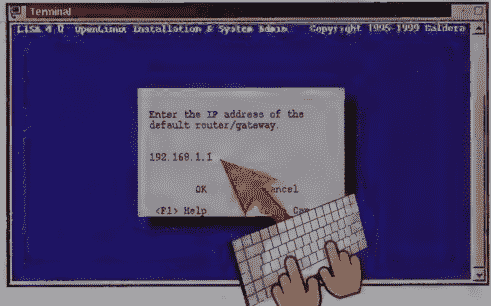 Terminal
LISA 4.0 OpenLinux Installation & System Admin Copyright 1996-1999 Caldera
Enter the IP address of the
default router/gateway.
192.168.1.1
OK
<F1> Help